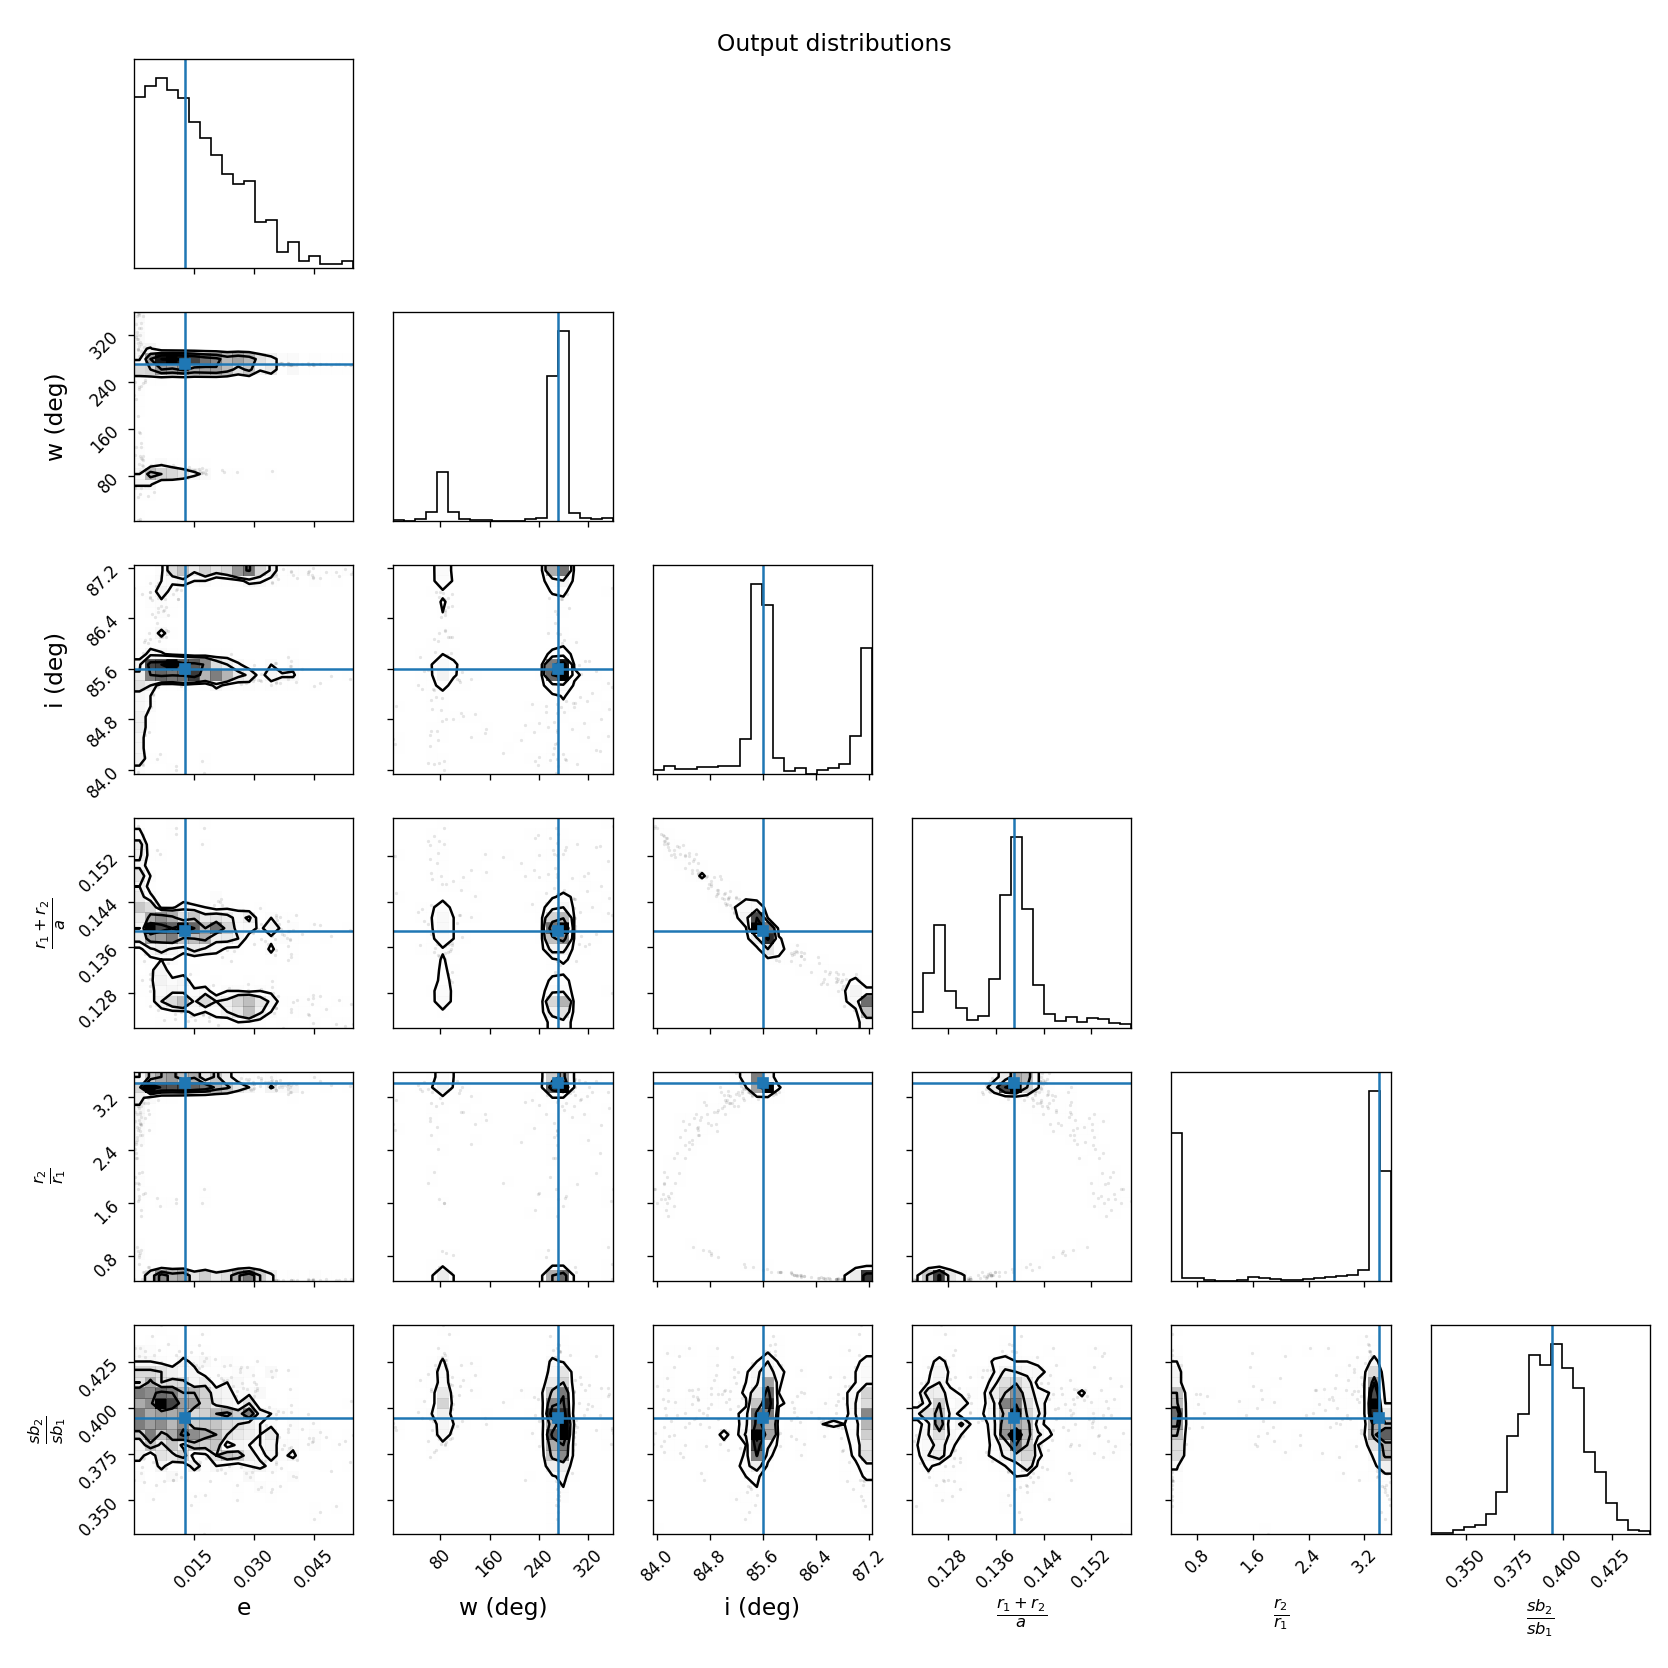 Output distributions
w (deg)
320
240
160
80
i (deg)
87.2
86.4
85.6
84.8
84.0
r1 + r2
a
0.152
0.144
0.136
0.128
r2
r1
3.2
2.4
1.6
0.8
sb2
sb1
0.425
0.400
0.375
0.350
0.015 0.030 0.045 80 160 240 320 84.0 84.8 85.6 86.4 87.2 0.128 0.136 0.144 0.152 0.8 1.6 2.4 3.2 0.350 0.375 0.400 0.425
e w (deg) i (deg) r1 + r2 r2 sb2
a r1 sb1